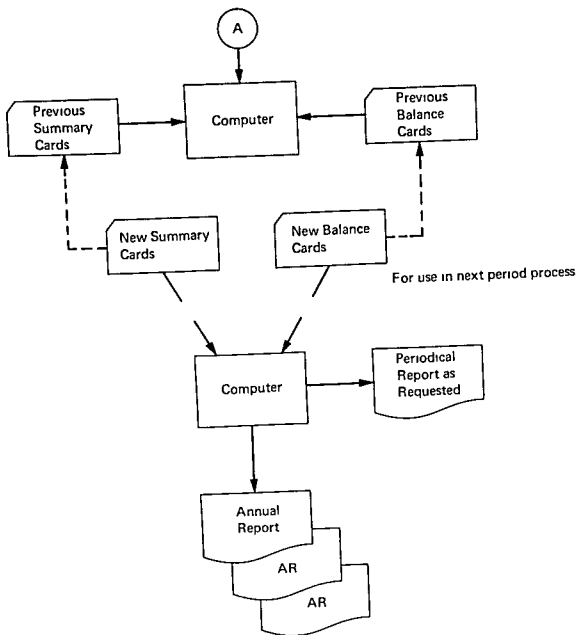 A
Previous
Summary
Cards
Computer
Previous
Balance
Cards
New Summary
Cards
New Balance
Cards
For use in next period process
Computer
Periodical
Report as
Requested
Annual
Report
AR
AR